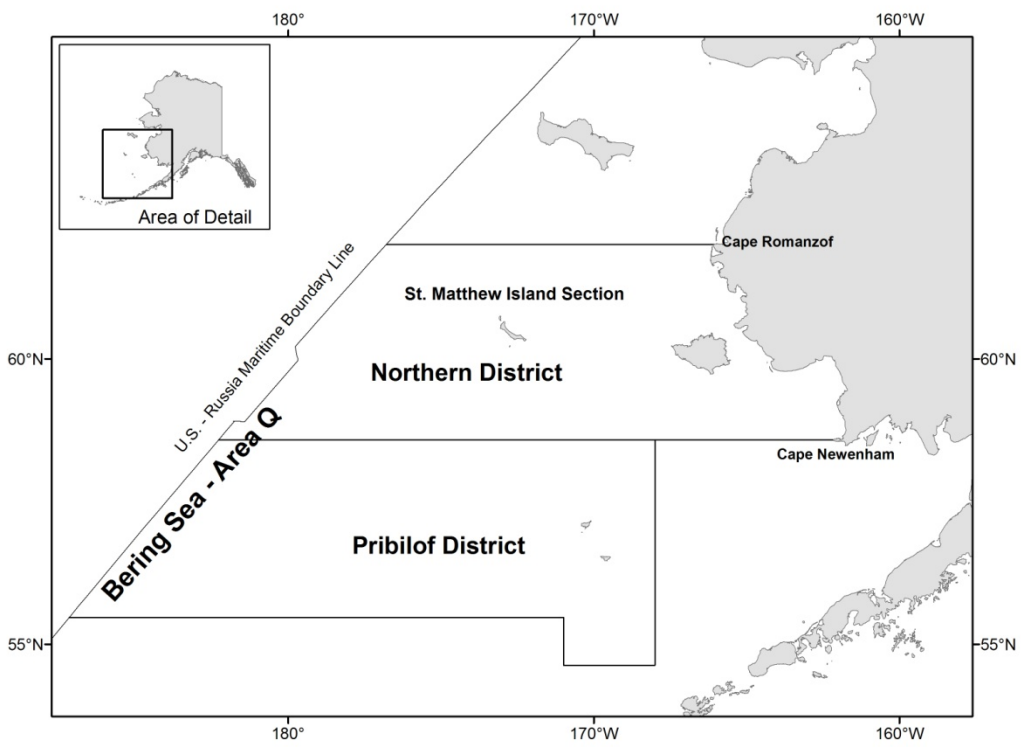 180°
170°W
160°W
Area of Detail
Cape Romanzof
U.S. - Russia Maritime Boundary Line
St. Matthew Island Section
60°N
60°N
Northern District
Bering Sea - Area Q
Cape Newenham
Pribilof District
55°N
55°N
180°
170°W
160°W